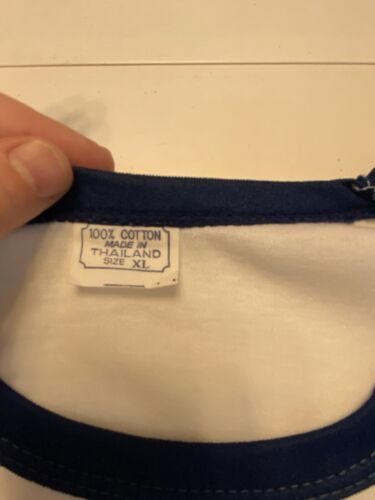 100% COTTON
MADE IN
THAILAND
SIZE XL